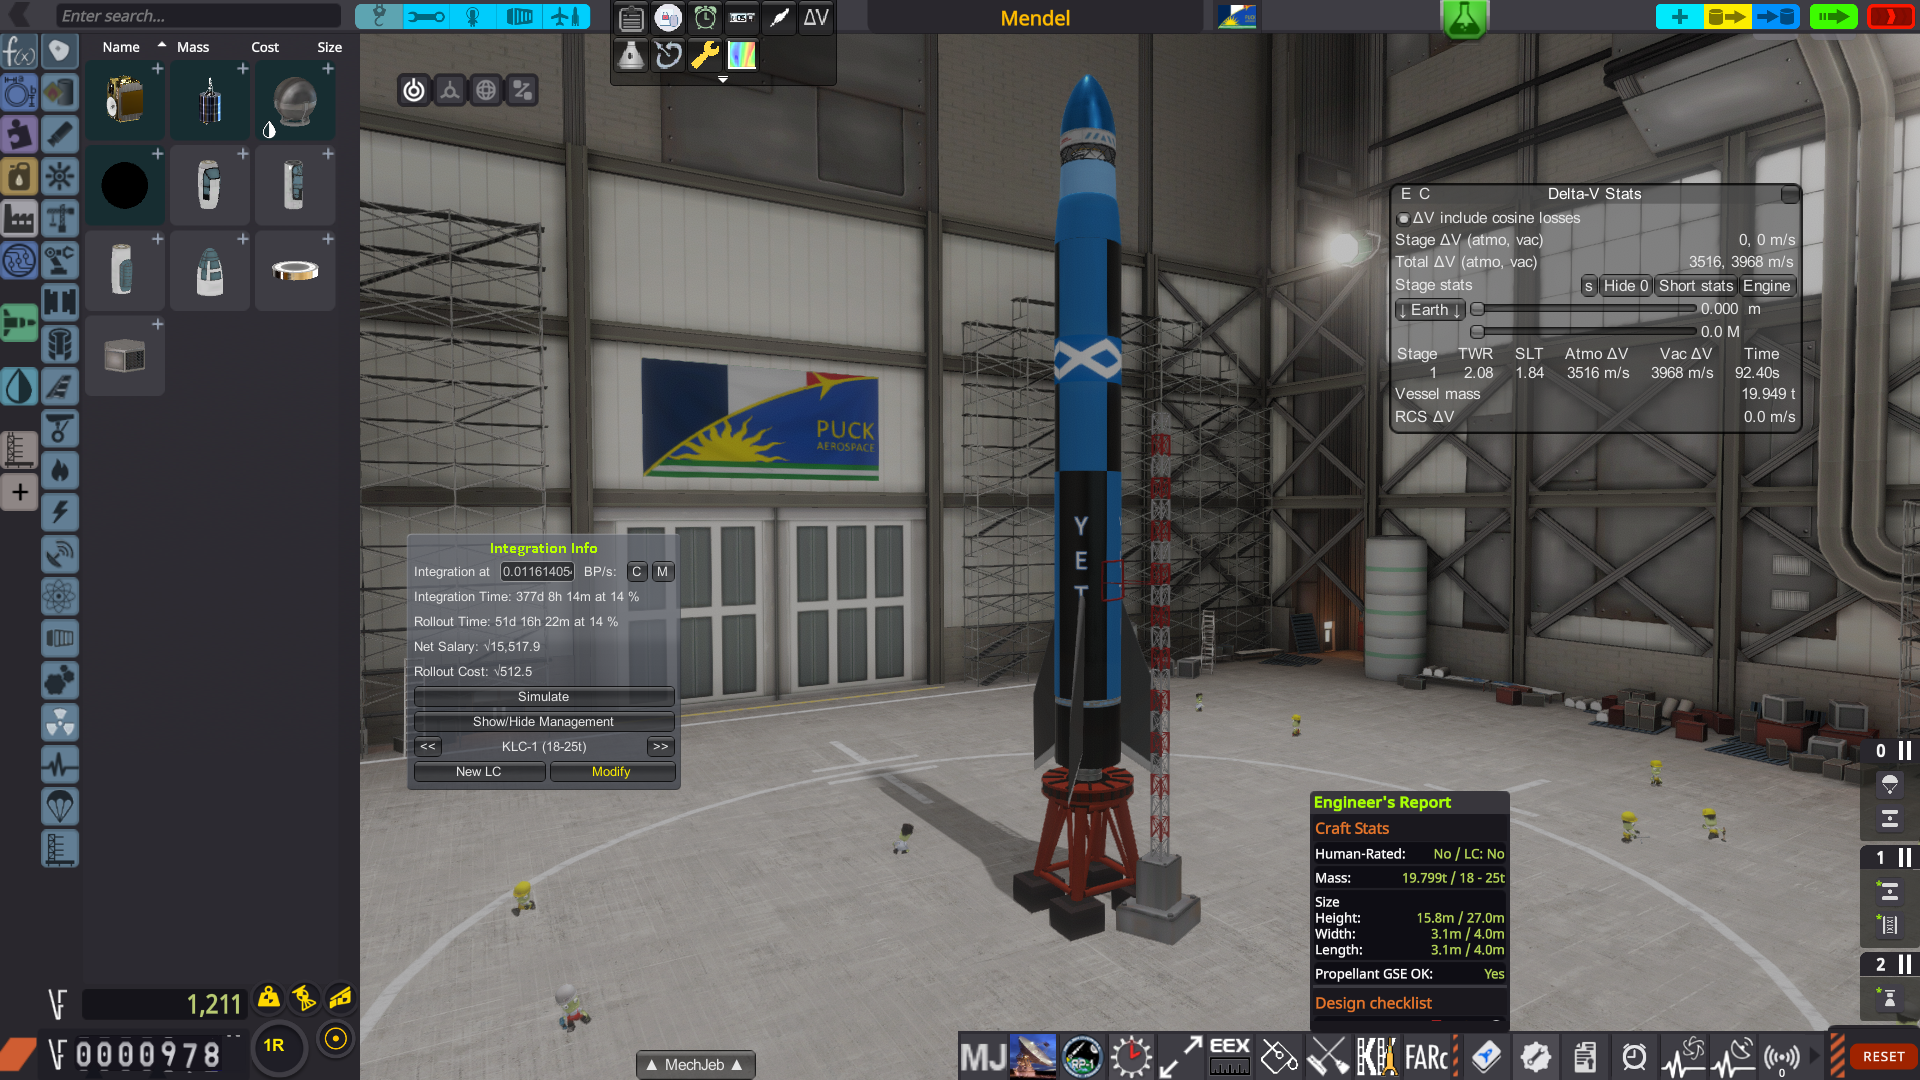 Enter search...
Name Mass Cost Size
f(x)
kOS
ΔV
Mendel
E C Delta-V Stats
ΔV include cosine losses
Stage ΔV (atmo, vac) 0, 0 m/s
Total ΔV (atmo, vac) 3516, 3968 m/s
Stage stats s Hide 0 Short stats Engine
↓ Earth ↓ 0.000 m
0.0 M
Stage TWR SLT Atmo ΔV Vac ΔV Time
1 2.08 1.84 3516 m/s 3968 m/s 92.40s
Vessel mass 19.949 t
RCS ΔV 0.0 m/s
PUCK
AEROSPACE
Y
E
T
Integration Info
Integration at 0.01161405 BP/s: C M
Integration Time: 377d 8h 14m at 14 %
Rollout Time: 51d 16h 22m at 14 %
Net Salary: √15,517.9
Rollout Cost: √512.5
Simulate
Show/Hide Management
<< KLC-1 (18-25t) >>
New LC Modify
Engineer's Report
Craft Stats
Human-Rated: No / LC: No
Mass: 19.799t / 18 - 25t
Size
Height: 15.8m / 27.0m
Width: 3.1m / 4.0m
Length: 3.1m / 4.0m
Propellant GSE OK: Yes
Design checklist
0
1
2
1,211
0000978
1R
▲ MechJeb ▲
MJ RP-1 EEX FARc 0 RESET